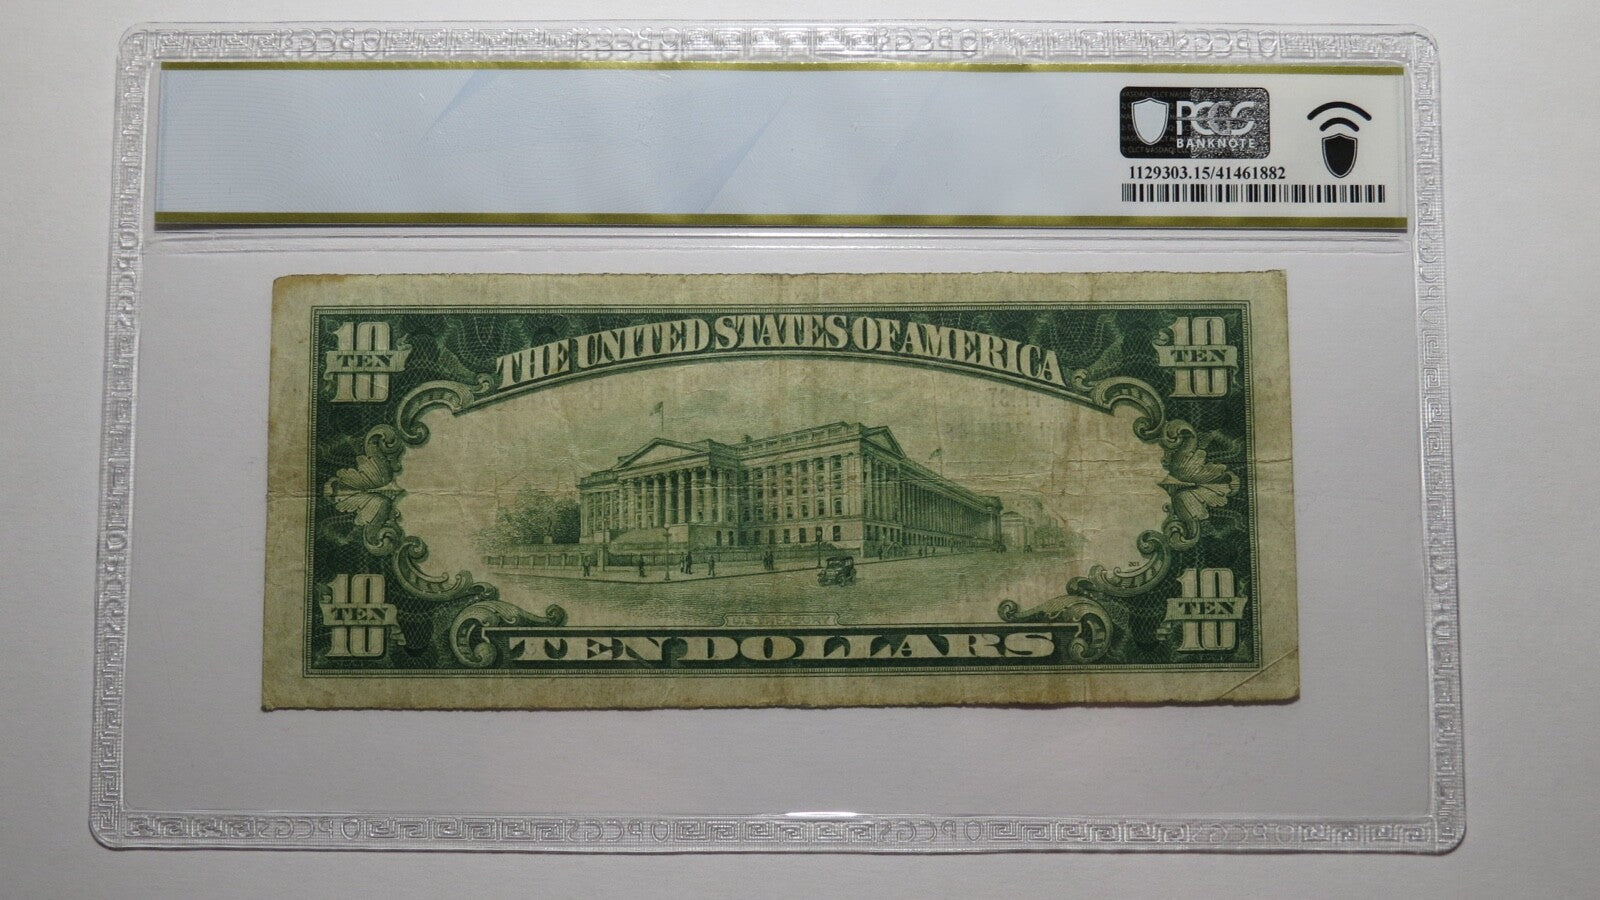 PCGS
BANKNOTE
1129303.15/41461882
10
TEN
10
THE UNITED STATES OF AMERICA
10
TEN
10
10
TEN
10
U.S. TREASURY
TEN DOLLARS
10
TEN
10